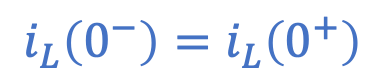 i_L(0⁻) = i_L(0⁺)